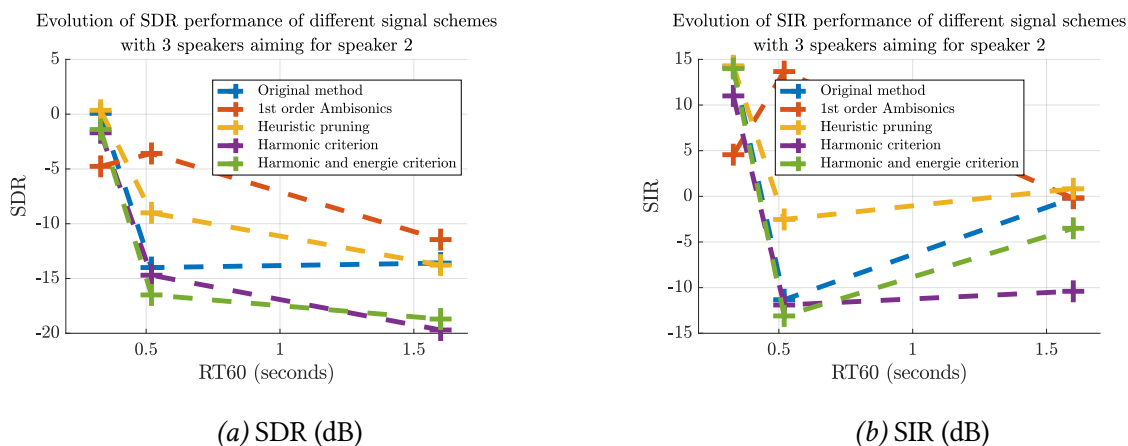 Evolution of SDR performance of different signal schemes
with 3 speakers aiming for speaker 2
5
0
-5
-10
-15
-20
SDR
0.5
1
1.5
RT60 (seconds)
Original method
1st order Ambisonics
Heuristic pruning
Harmonic criterion
Harmonic and energie criterion
(a) SDR (dB)
Evolution of SIR performance of different signal schemes
with 3 speakers aiming for speaker 2
15
10
5
0
-5
-10
-15
SIR
0.5
1
1.5
RT60 (seconds)
Original method
1st order Ambisonics
Heuristic pruning
Harmonic criterion
Harmonic and energie criterion
(b) SIR (dB)